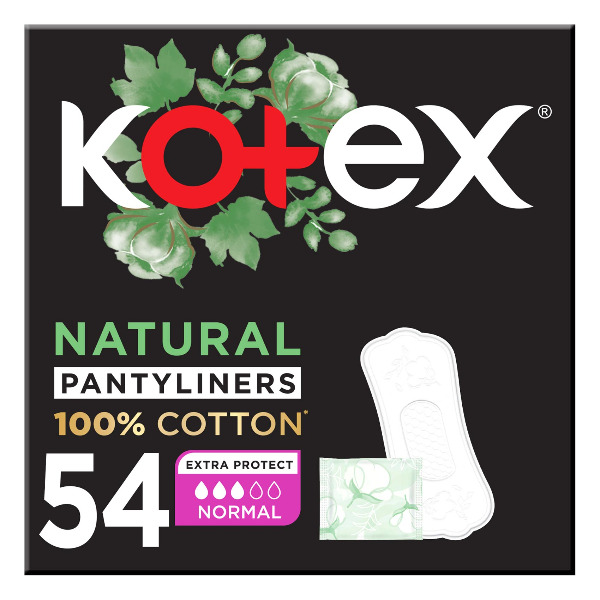 KOTEX®
NATURAL
PANTYLINERS
100% COTTON*
54
EXTRA PROTECT
NORMAL